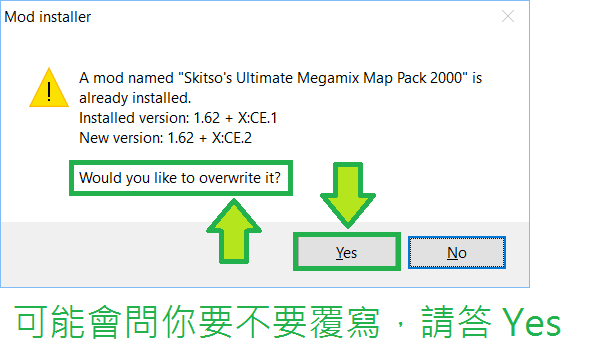 Mod installer
A mod named "Skitso's Ultimate Megamix Map Pack 2000" is
already installed.
Installed version: 1.62 + X:CE.1
New version: 1.62 + X:CE.2
Would you like to overwrite it?
Yes
No
可能會問你要不要覆寫，請答 Yes